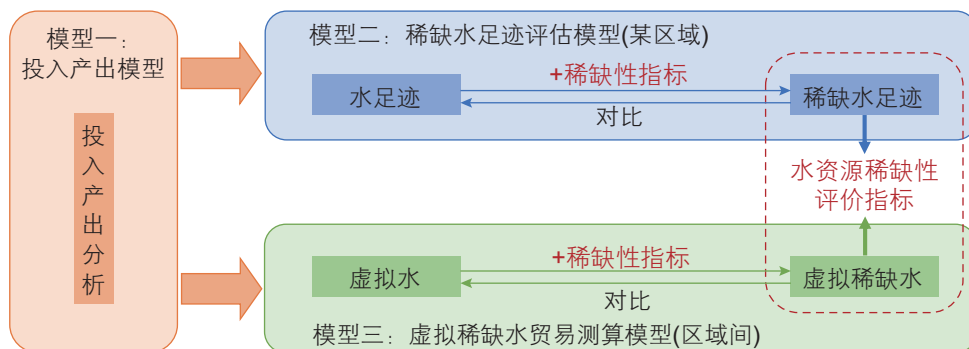 模型一：
投入产出模型
投
入
产
出
分
析
模型二：稀缺水足迹评估模型(某区域)
水足迹
+稀缺性指标
对比
稀缺水足迹
水资源稀缺性
评价指标
虚拟水
+稀缺性指标
对比
虚拟稀缺水
模型三：虚拟稀缺水贸易测算模型(区域间)